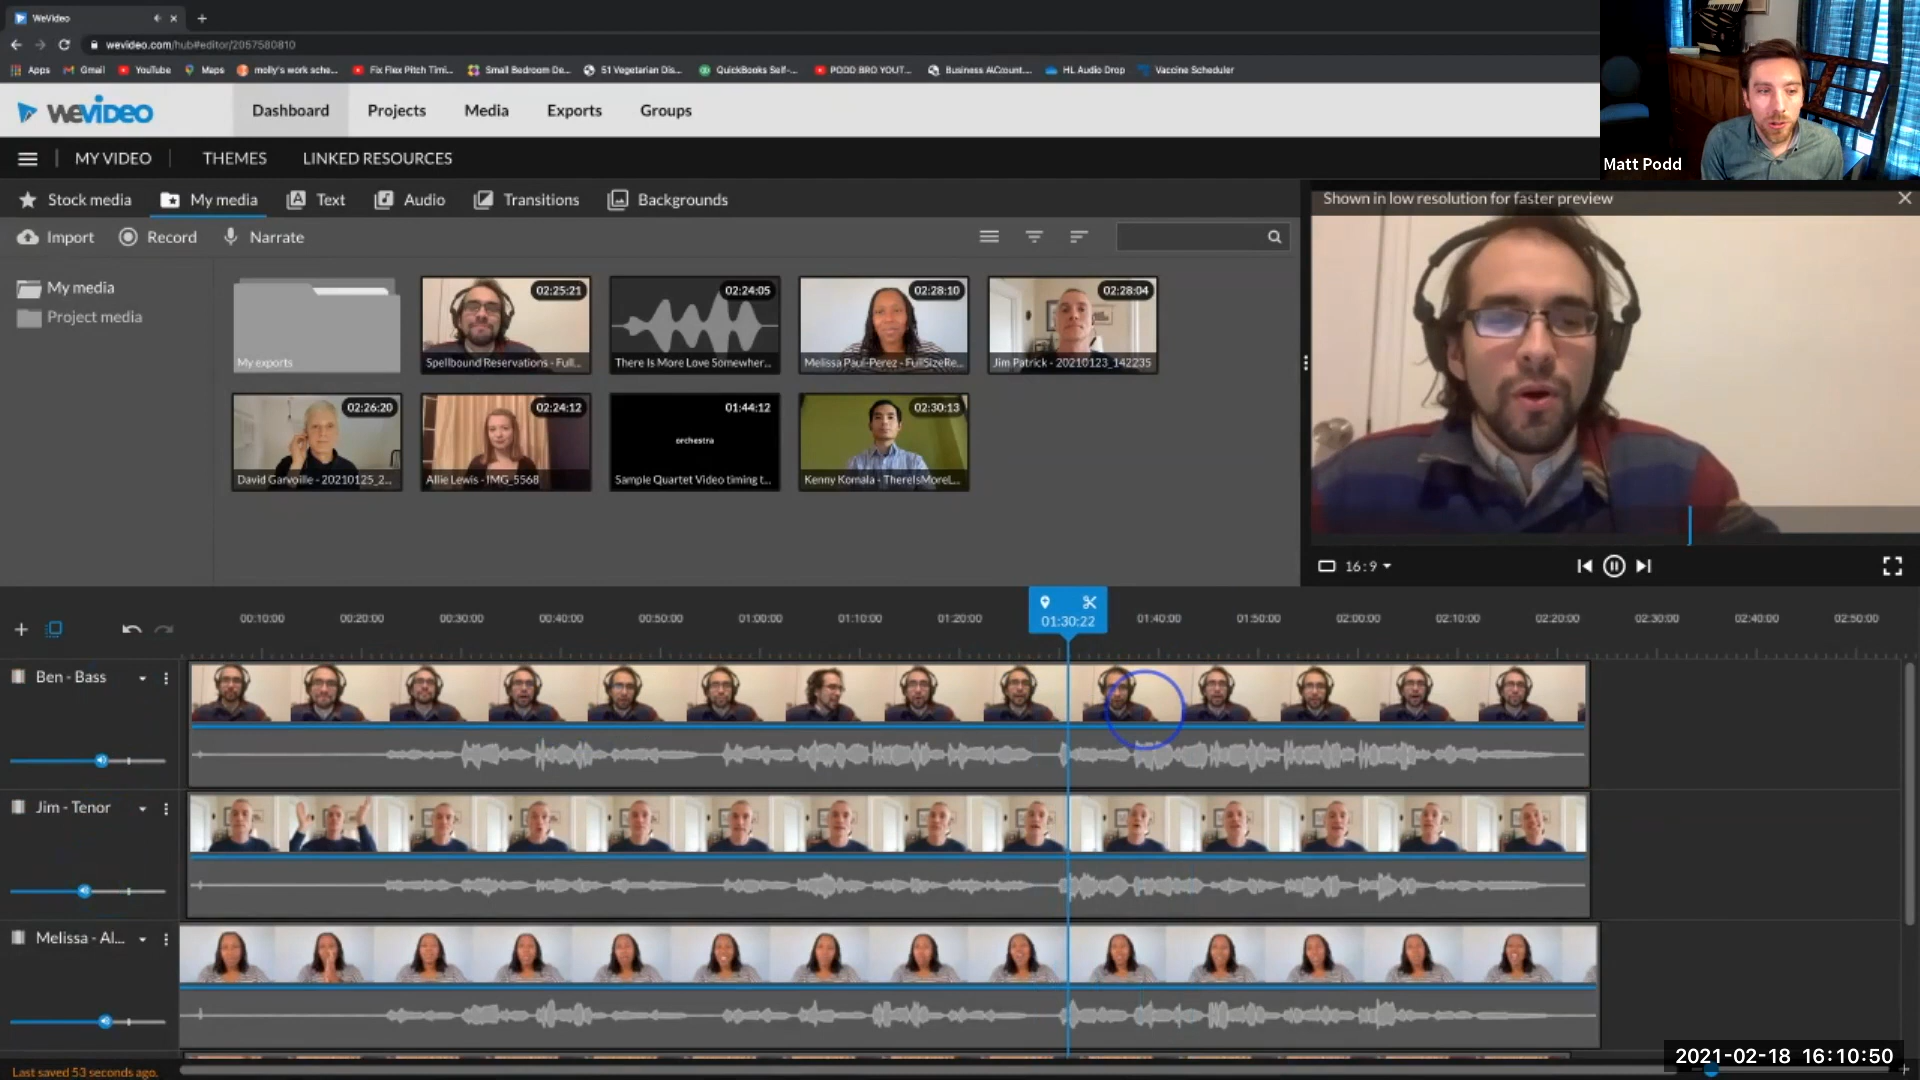 WeVideo
wevideo.com/hub#editor/2057580810
Apps Gmail YouTube Maps molly's work sche... Fix Flex Pitch Timi... Small Bedroom De... 51 Vegetarian Dis... QuickBooks Self-... PODD BRO YOUT... Business ACcount.... HL Audio Drop Vaccine Scheduler
WEVIDEO Dashboard Projects Media Exports Groups
MY VIDEO THEMES LINKED RESOURCES
Matt Podd
Stock media My media Text Audio Transitions Backgrounds
Shown in low resolution for faster preview
Import Record Narrate
My media
Project media
02:25:21 02:24:05 02:28:10 02:28:04
My exports Spellbound Reservations - Full... There Is More Love Somewher... Melissa Paul-Perez - FullSizeRe... Jim Patrick - 20210123_142235
02:26:20 02:24:12 01:44:12 02:30:13
orchestra
David Garvoille - 20210125_2... Allie Lewis - IMG_5568 Sample Quartet Video timing t... Kenny Komala - ThereIsMoreL...
16:9
00:10:00 00:20:00 00:30:00 00:40:00 00:50:00 01:00:00 01:10:00 01:20:00 01:30:22 01:40:00 01:50:00 02:00:00 02:10:00 02:20:00 02:30:00 02:40:00 02:50:00
Ben - Bass
Jim - Tenor
Melissa - Al...
2021-02-18 16:10:50
Last saved 53 seconds ago.